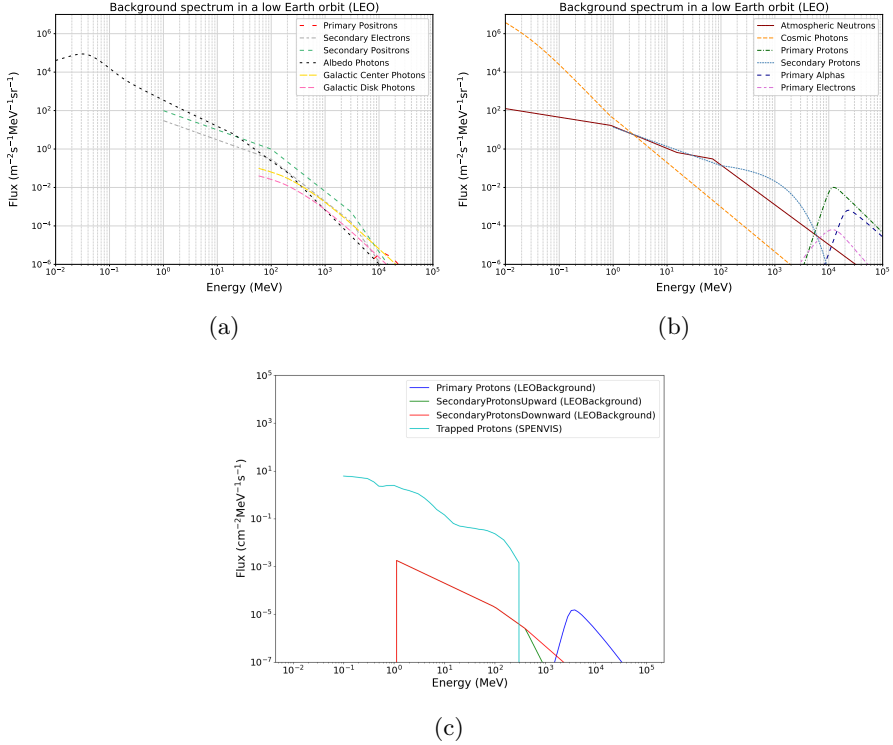 Background spectrum in a low Earth orbit (LEO)
10⁶
10⁴
10²
10⁰
10⁻²
10⁻⁴
10⁻⁶
Flux (m⁻²s⁻¹MeV⁻¹sr⁻¹)
Primary Positrons
Secondary Electrons
Secondary Positrons
Albedo Photons
Galactic Center Photons
Galactic Disk Photons
10⁻² 10⁻¹ 10⁰ 10¹ 10² 10³ 10⁴ 10⁵
Energy (MeV)
(a)
Background spectrum in a low Earth orbit (LEO)
10⁶
10⁴
10²
10⁰
10⁻²
10⁻⁴
10⁻⁶
Flux (m⁻²s⁻¹MeV⁻¹sr⁻¹)
Atmospheric Neutrons
Cosmic Photons
Primary Protons
Secondary Protons
Primary Alphas
Primary Electrons
10⁻² 10⁻¹ 10⁰ 10¹ 10² 10³ 10⁴ 10⁵
Energy (MeV)
(b)
10⁵
10³
10¹
10⁻¹
10⁻³
10⁻⁵
10⁻⁷
Flux (cm⁻²MeV⁻¹s⁻¹)
Primary Protons (LEOBackground)
SecondaryProtonsUpward (LEOBackground)
SecondaryProtonsDownward (LEOBackground)
Trapped Protons (SPENVIS)
10⁻² 10⁻¹ 10⁰ 10¹ 10² 10³ 10⁴ 10⁵
Energy (MeV)
(c)